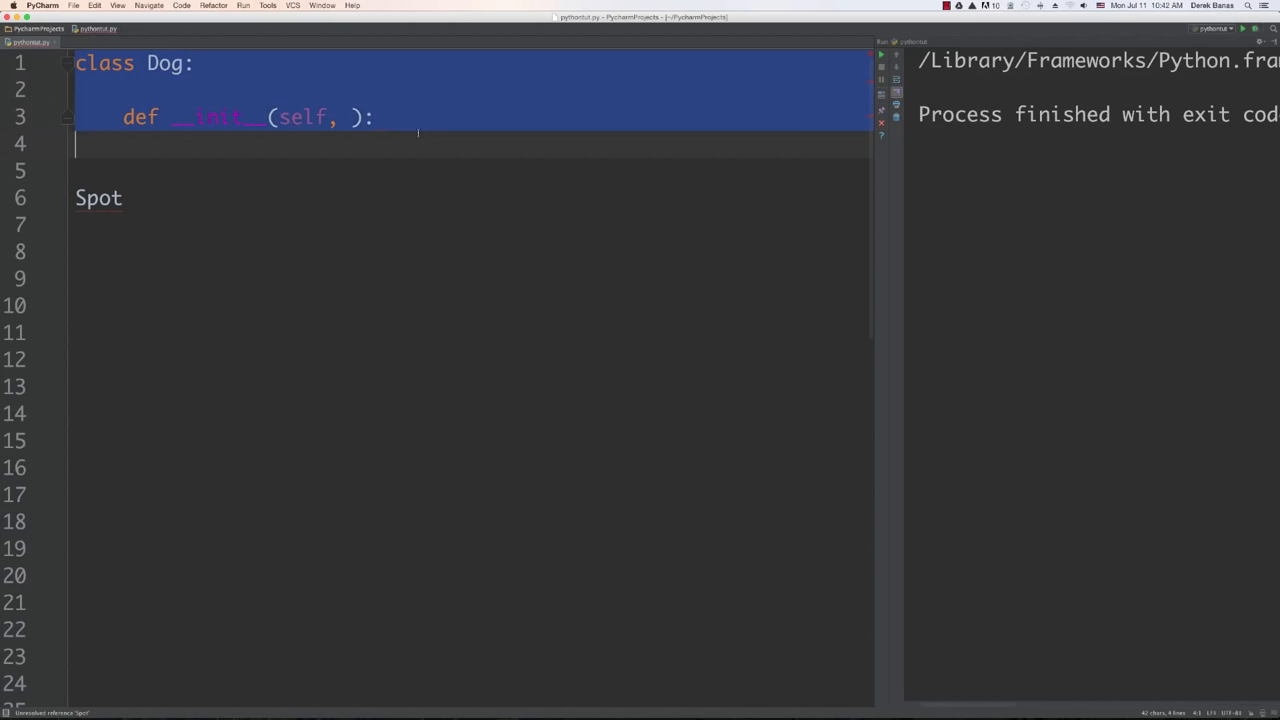 PyCharm File Edit View Navigate Code Refactor Run Tools VCS Window Help
10 Mon Jul 11 10:42 AM Derek Banas
pythontut.py - PycharmProjects - [~/PycharmProjects]
PycharmProjects pythontut.py
pythontut
pythontut.py
Run pythontut
1 class Dog:
2
3 def __init__(self, ):
4
5
6 Spot
7
8
9
10
11
12
13
14
15
16
17
18
19
20
21
22
23
24
25
/Library/Frameworks/Python.fra
Process finished with exit cod
Unresolved reference 'Spot'
42 chars, 4 lines 4:1 LF÷ UTF-8÷